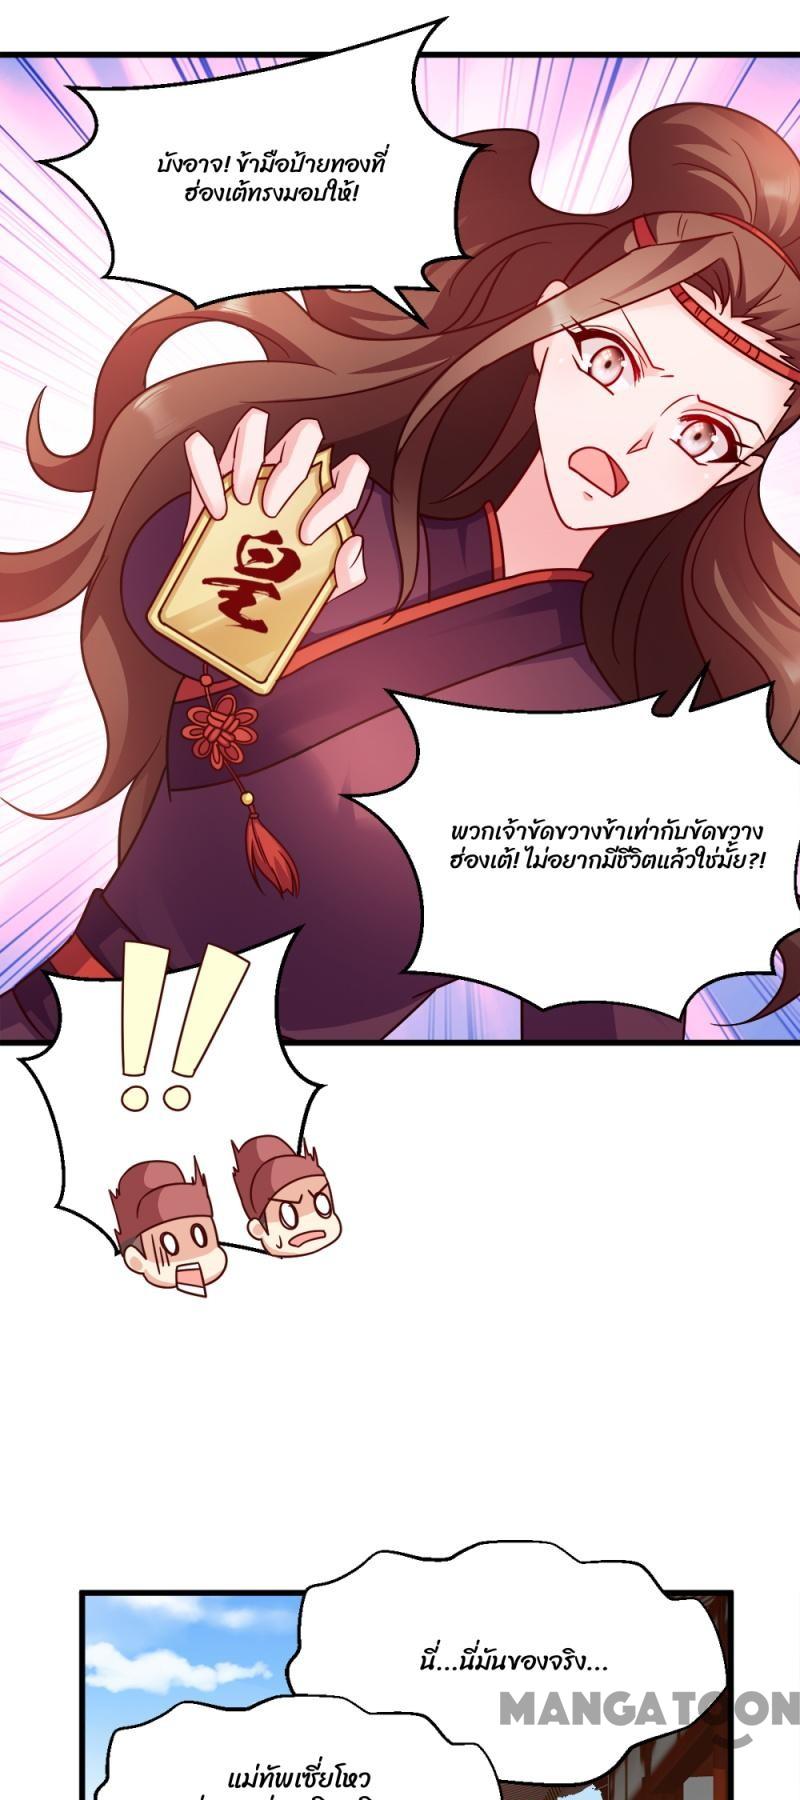 บังอาจ! ข้ามือป้ายทองที่
ฮ่องเต้ทรงมอบให้!
皇
พวกเจ้าขัดขวางข้าเท่ากับขัดขวาง
ฮ่องเต้! ไม่อยากมีชีวิตแล้วใช่มั้ย?!
!!
นี่...นี่มันของจริง...
MANGATOON
แม่ทัพเซี่ยโหว